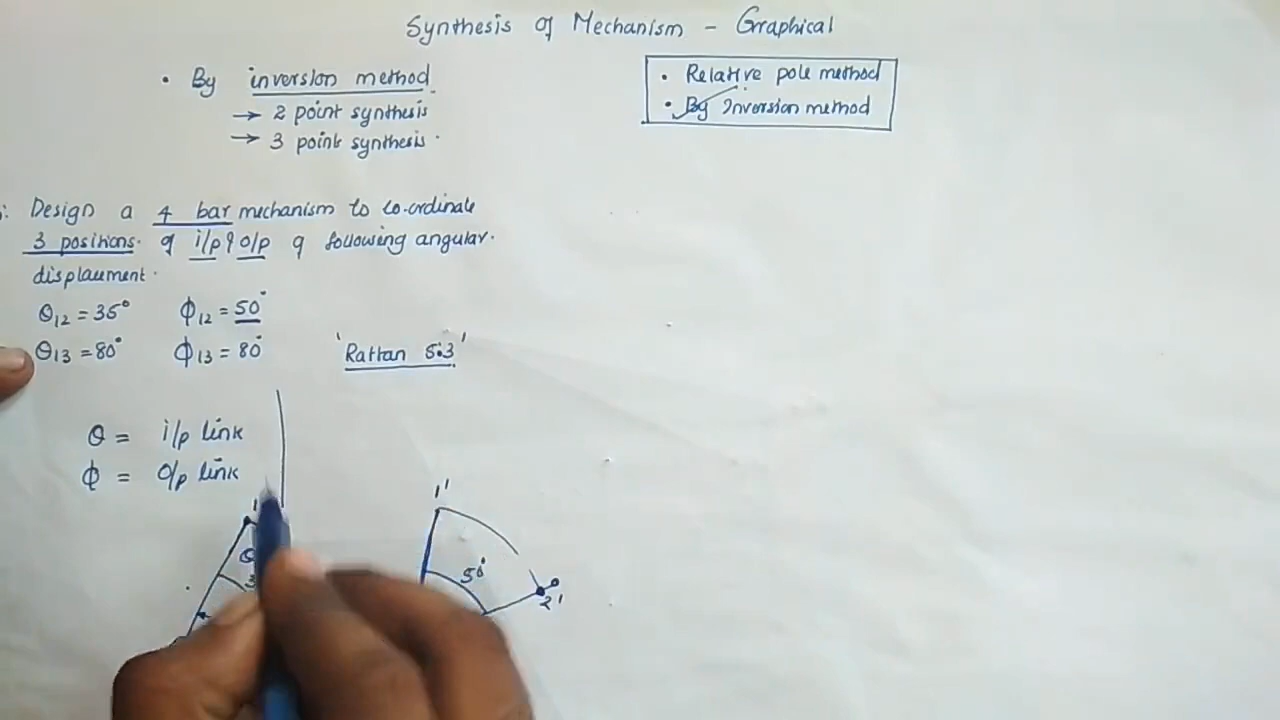 Synthesis of Mechanism - Graphical
• By inversion method
→ 2 point synthesis
→ 3 point synthesis
• Relative pole method
• By Inversion method
Design a 4 bar mechanism to co-ordinate
3 positions of i/p & o/p of following angular
displacement.
θ12 = 35° ϕ12 = 50°
θ13 = 80° ϕ13 = 80°
'Rattan 5.3'
θ = i/p link
ϕ = o/p link
1
1'
θ
3
50°
2'